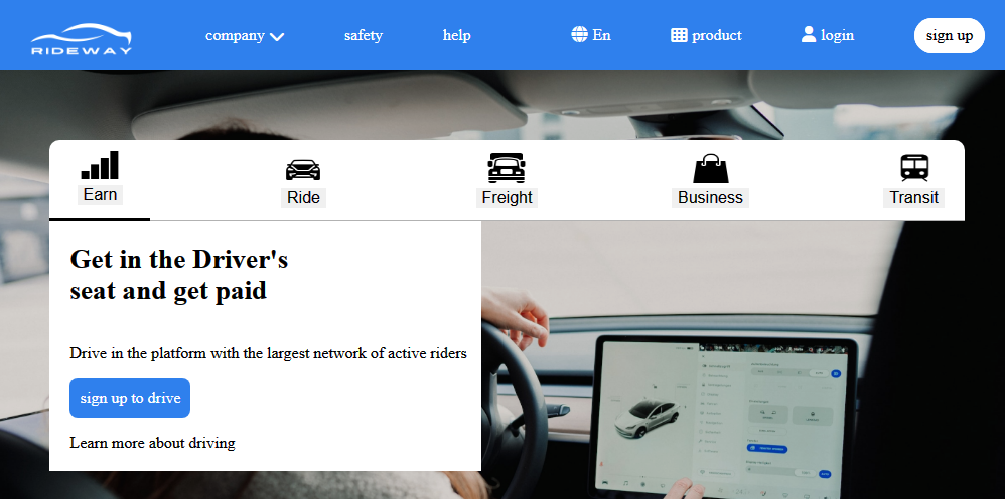 RIDEWAY
company
safety
help
En
product
login
sign up
Earn
Ride
Freight
Business
Transit
Get in the Driver's
seat and get paid
Drive in the platform with the largest network of active riders
sign up to drive
Learn more about driving